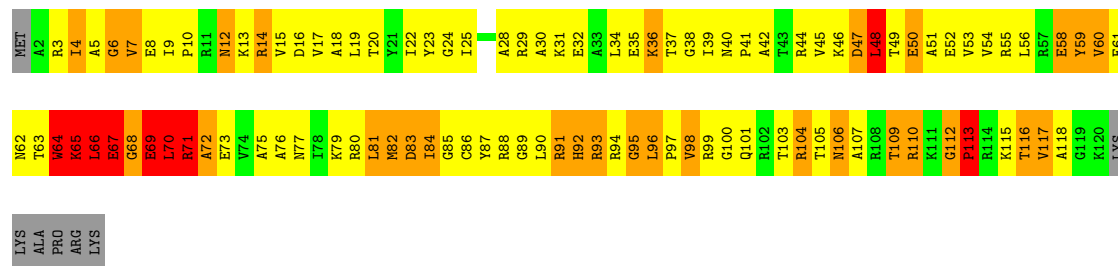 MET A2 R3 I4 A5 G6 V7 E8 I9 P10 R11 N12 K13 R14 V15 D16 V17 A18 L19 T20 Y21 I22 Y23 G24 I25 A28 R29 A30 K31 E32 A33 L34 E35 K36 T37 G38 I39 N40 P41 A42 T43 R44 V45 K46 D47 L48 T49 E50 A51 E52 V53 V54 R55 L56 R57 E58 Y59 V60 E61
N62 T63 W64 K65 L66 E67 G68 E69 L70 R71 A72 E73 V74 A75 A76 N77 I78 K79 R80 L81 M82 D83 I84 G85 C86 Y87 R88 G89 L90 R91 H92 R93 R94 G95 L96 P97 V98 R99 G100 Q101 R102 T103 R104 T105 N106 A107 R108 T109 R110 K111 G112 P113 R114 K115 T116 V117 A118 G119 K120 LYS
LYS ALA PRO ARG LYS